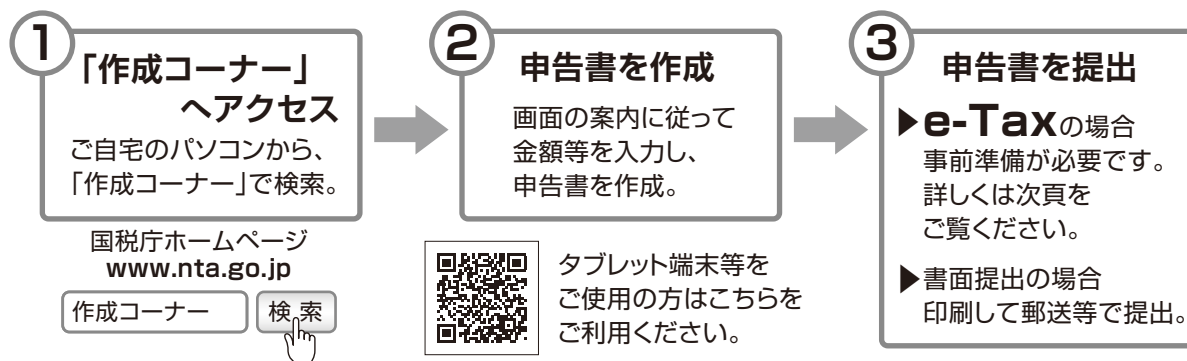 1
「作成コーナー」
へアクセス
ご自宅のパソコンから、
「作成コーナー」で検索。
国税庁ホームページ
www.nta.go.jp
作成コーナー 検索
2
申告書を作成
画面の案内に従って
金額等を入力し、
申告書を作成。
タブレット端末等を
ご使用の方はこちらを
ご利用ください。
3
申告書を提出
▶e-Taxの場合
事前準備が必要です。
詳しくは次頁を
ご覧ください。
▶書面提出の場合
印刷して郵送等で提出。